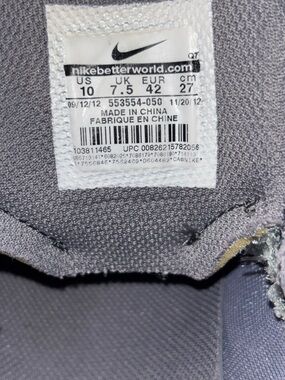 QT
nikebetterworld.com
US UK EUR cm
10 7.5 42 27
09/12/12 553554-050 11/20/12
MADE IN CHINA
FABRIQUE EN CHINE
103811465 UPC 00826215782056